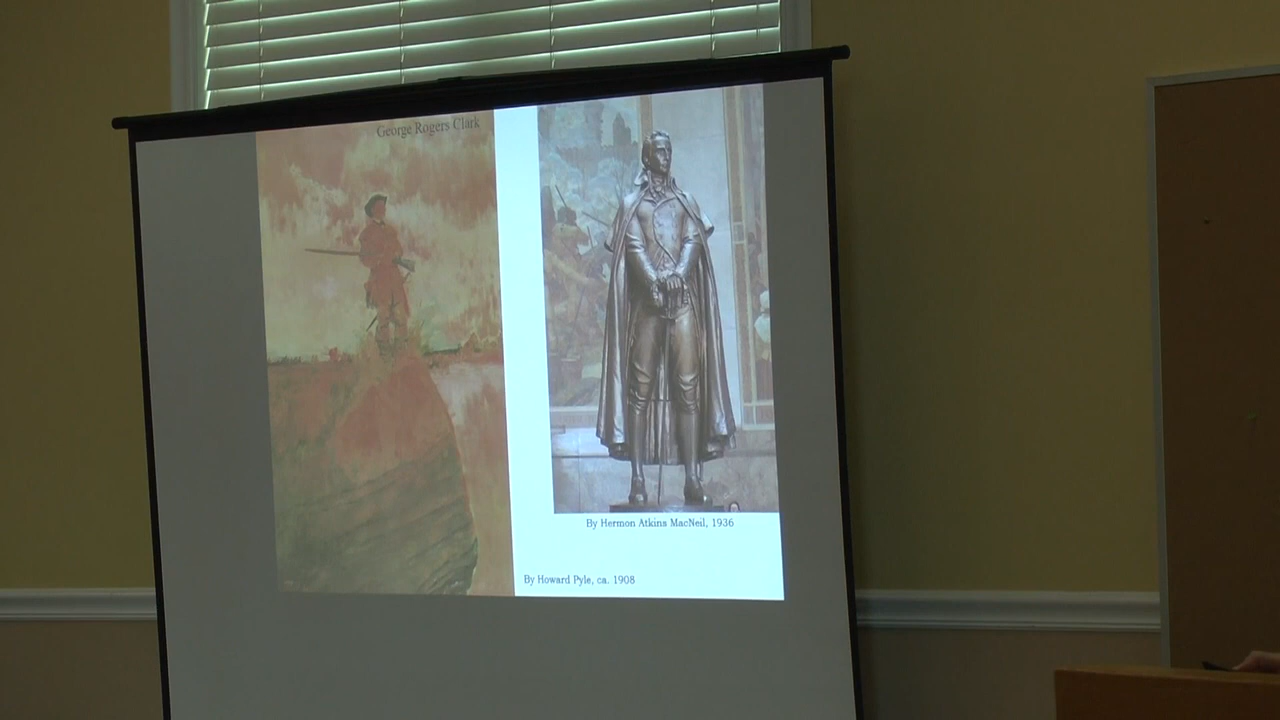 George Rogers Clark
By Hermon Atkins MacNeil, 1936
By Howard Pyle, ca. 1908